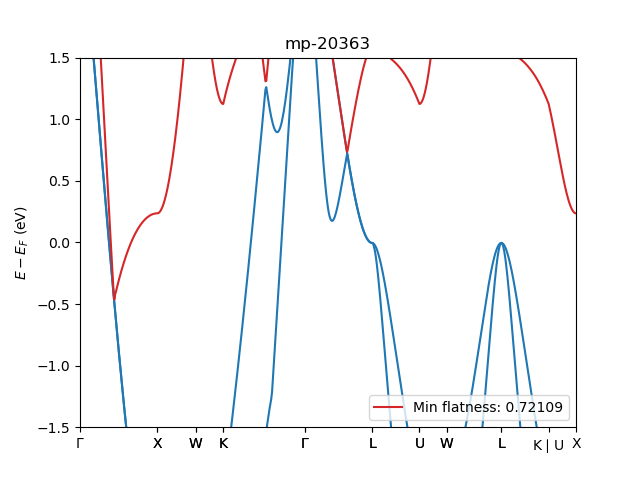 mp-20363
E − E_F (eV)
1.5
1.0
0.5
0.0
−0.5
−1.0
−1.5
Min flatness: 0.72109
Γ X W K Γ L U W L K | U X